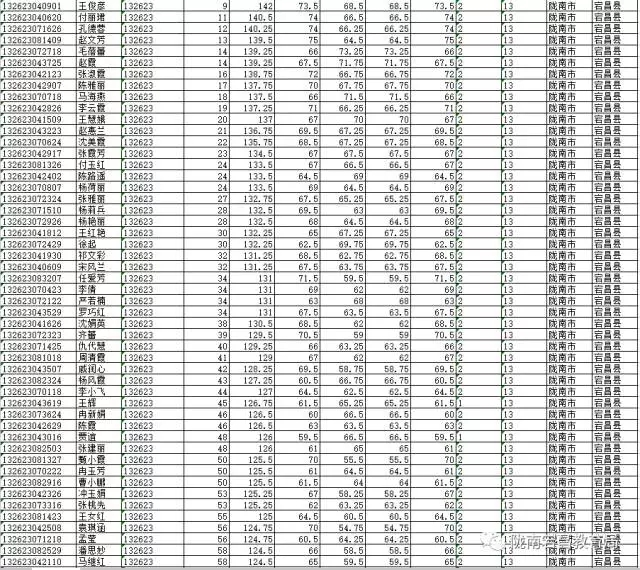 132623040901 王俊彦 132623 9 142 73.5 68.5 68.5 73.5 2 13 陇南市 宕昌县
132623040620 付丽珺 132623 11 140.5 74 66.5 66.5 74 2 13 陇南市 宕昌县
132623071626 孔德蓉 132623 12 140 74 66 66 74 2 13 陇南市 宕昌县
132623081409 赵文芳 132623 13 139.5 75 64.5 64.5 75 2 13 陇南市 宕昌县
132623072718 毛蓓蕾 132623 14 139.25 66 73.25 73.25 66 2 13 陇南市 宕昌县
132623043725 赵霞 132623 14 139.25 67.5 71.75 71.75 67.5 2 13 陇南市 宕昌县
132623042123 张淑霞 132623 16 138.75 72 66.75 66.75 72 2 13 陇南市 宕昌县
132623042907 陈雅丽 132623 17 137.75 70 67.75 67.75 70 2 13 陇南市 宕昌县
132623070718 马海燕 132623 18 137.5 66 71.5 71.5 66 2 13 陇南市 宕昌县
132623042826 李云霞 132623 19 137.25 71 66.25 66.25 71 2 13 陇南市 宕昌县
132623041509 王慧娥 132623 20 137 67 70 70 67 2 13 陇南市 宕昌县
132623043223 赵惠兰 132623 21 136.75 69.5 67.25 67.25 69.5 2 13 陇南市 宕昌县
132623070624 沈美霞 132623 22 135.75 68.5 67.25 67.25 68.5 2 13 陇南市 宕昌县
132623042917 张霞芳 132623 23 134.5 67 67.5 67.5 67 2 13 陇南市 宕昌县
132623081326 付玉红 132623 24 133.5 67 66.5 66.5 67 2 13 陇南市 宕昌县
132623042402 陈路遥 132623 24 133.5 64.5 69 69 64.5 2 13 陇南市 宕昌县
132623070807 杨荷丽 132623 24 133.5 69 64.5 64.5 69 2 13 陇南市 宕昌县
132623072324 张雅丽 132623 27 132.75 67.5 65.25 65.25 67.5 2 13 陇南市 宕昌县
132623071510 杨莉兵 132623 28 132.5 69.5 63 63 69.5 2 13 陇南市 宕昌县
132623072926 杨艳丽 132623 28 132.5 68 64.5 64.5 68 2 13 陇南市 宕昌县
132623041812 王红艳 132623 30 132.25 65 67.25 67.25 65 2 13 陇南市 宕昌县
132623072429 徐起 132623 30 132.25 62.5 69.75 69.75 62.5 2 13 陇南市 宕昌县
132623041930 祁文彩 132623 32 131.25 68.5 62.75 62.75 68.5 2 13 陇南市 宕昌县
132623040609 宋凤兰 132623 32 131.25 67.5 63.75 63.75 67.5 2 13 陇南市 宕昌县
132623083207 任爱芳 132623 34 131 71.5 59.5 59.5 71.5 2 13 陇南市 宕昌县
132623070423 李倩 132623 34 131 69 62 62 69 2 13 陇南市 宕昌县
132623072122 严若楠 132623 34 131 63 68 68 63 2 13 陇南市 宕昌县
132623043529 罗巧红 132623 34 131 67.5 63.5 63.5 67.5 2 13 陇南市 宕昌县
132623041626 沈娟英 132623 38 130.5 68.5 62 62 68.5 2 13 陇南市 宕昌县
132623072323 齐蕾 132623 39 129.5 70.5 59 59 70.5 2 13 陇南市 宕昌县
132623071425 仇代慧 132623 40 129.25 66 63.25 63.25 66 2 13 陇南市 宕昌县
132623081018 周清霞 132623 41 129 67 62 62 67 2 13 陇南市 宕昌县
132623043507 戚润心 132623 42 128.25 69.5 58.75 58.75 69.5 2 13 陇南市 宕昌县
132623082324 杨风霞 132623 43 127.25 60.5 66.75 66.75 60.5 2 13 陇南市 宕昌县
132623070118 李小飞 132623 44 127 64.5 62.5 62.5 64.5 2 13 陇南市 宕昌县
132623043619 王辉 132623 45 126.75 61.5 65.25 65.25 61.5 1 13 陇南市 宕昌县
132623073624 冉新娟 132623 46 126.5 60 66.5 66.5 60 2 13 陇南市 宕昌县
132623042629 陈霞 132623 46 126.5 63 63.5 63.5 63 2 13 陇南市 宕昌县
132623043016 贾谊 132623 48 126 59.5 66.5 66.5 59.5 1 13 陇南市 宕昌县
132623082503 张建丽 132623 48 126 61 65 65 61 2 13 陇南市 宕昌县
132623081327 甄小霞 132623 50 125.5 70 55.5 55.5 70 2 13 陇南市 宕昌县
132623070222 冉玉芳 132623 50 125.5 61 64.5 64.5 61 2 13 陇南市 宕昌县
132623082916 曹小鹏 132623 50 125.5 61.5 64 64 61.5 2 13 陇南市 宕昌县
132623042326 冲玉娟 132623 53 125.25 67 58.25 58.25 67 2 13 陇南市 宕昌县
132623073316 张桃先 132623 53 125.25 62 63.25 63.25 62 2 13 陇南市 宕昌县
132623081423 王女红 132623 55 125 64.5 60.5 60.5 64.5 2 13 陇南市 宕昌县
132623042508 袁琪涵 132623 56 124.75 70 54.75 54.75 70 2 13 陇南市 宕昌县
132623071218 孟莹 132623 56 124.75 60.5 64.25 64.25 60.5 2 13 陇南市 宕昌县
132623082529 潘思妙 132623 58 124.5 66 58.5 58.5 66 2 13 陇南市 宕昌县
132623042110 马继红 132623 58 124.5 65 59.5 59.5 65 2 13 陇南市 宕昌县
陇南宕昌教育局